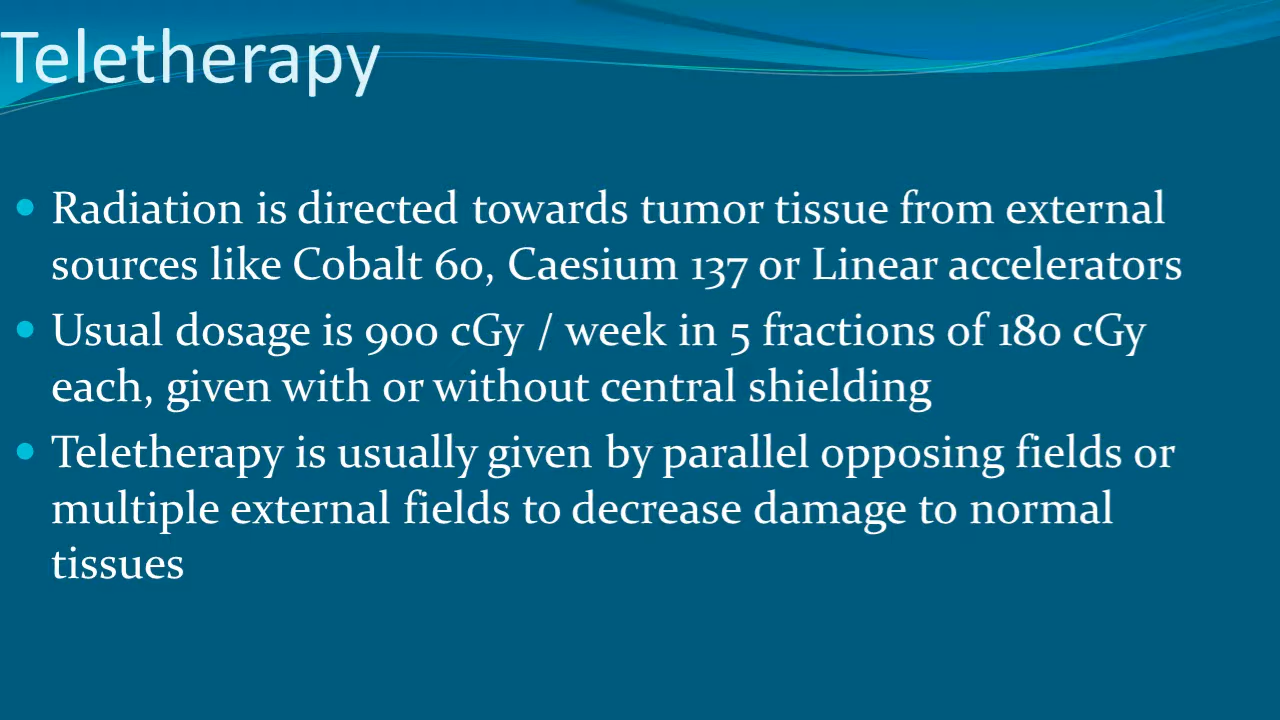 Teletherapy
• Radiation is directed towards tumor tissue from external
sources like Cobalt 60, Caesium 137 or Linear accelerators
• Usual dosage is 900 cGy / week in 5 fractions of 180 cGy
each, given with or without central shielding
• Teletherapy is usually given by parallel opposing fields or
multiple external fields to decrease damage to normal
tissues